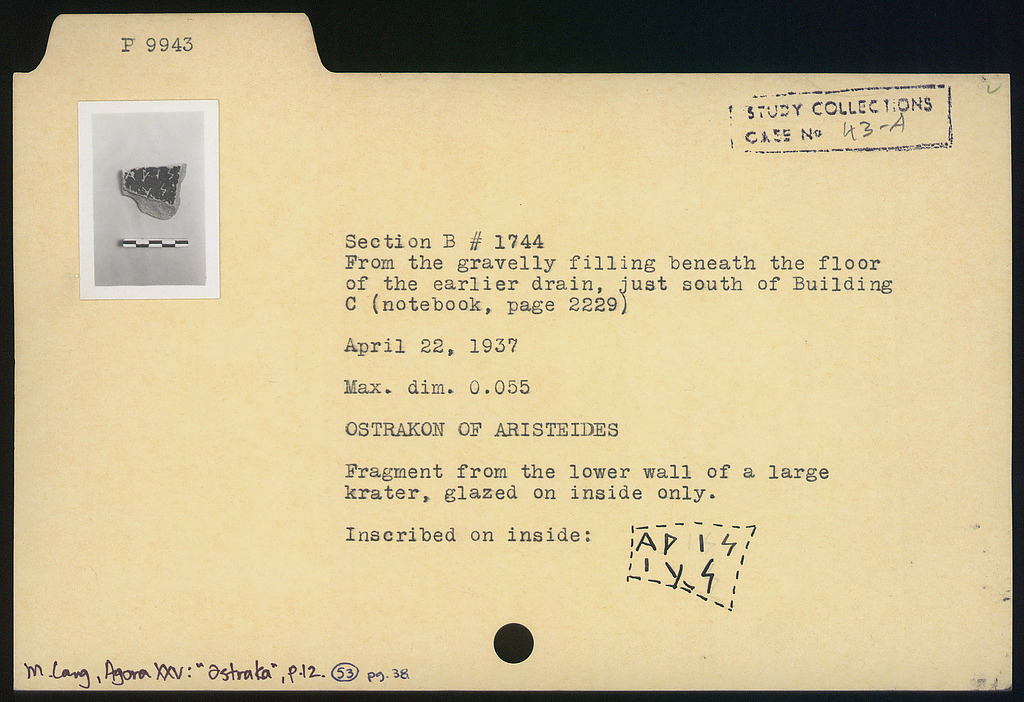 P 9943
STUDY COLLECTIONS
CASE No 43-A
Section B # 1744
From the gravelly filling beneath the floor
of the earlier drain, just south of Building
C (notebook, page 2229)
April 22, 1937
Max. dim. 0.055
OSTRAKON OF ARISTEIDES
Fragment from the lower wall of a large
krater, glazed on inside only.
Inscribed on inside:
ΑΡΙϟ
ΙΥϟ
M. Lang, Agora XXV: "Ostraka", p.12. 53 pg. 38